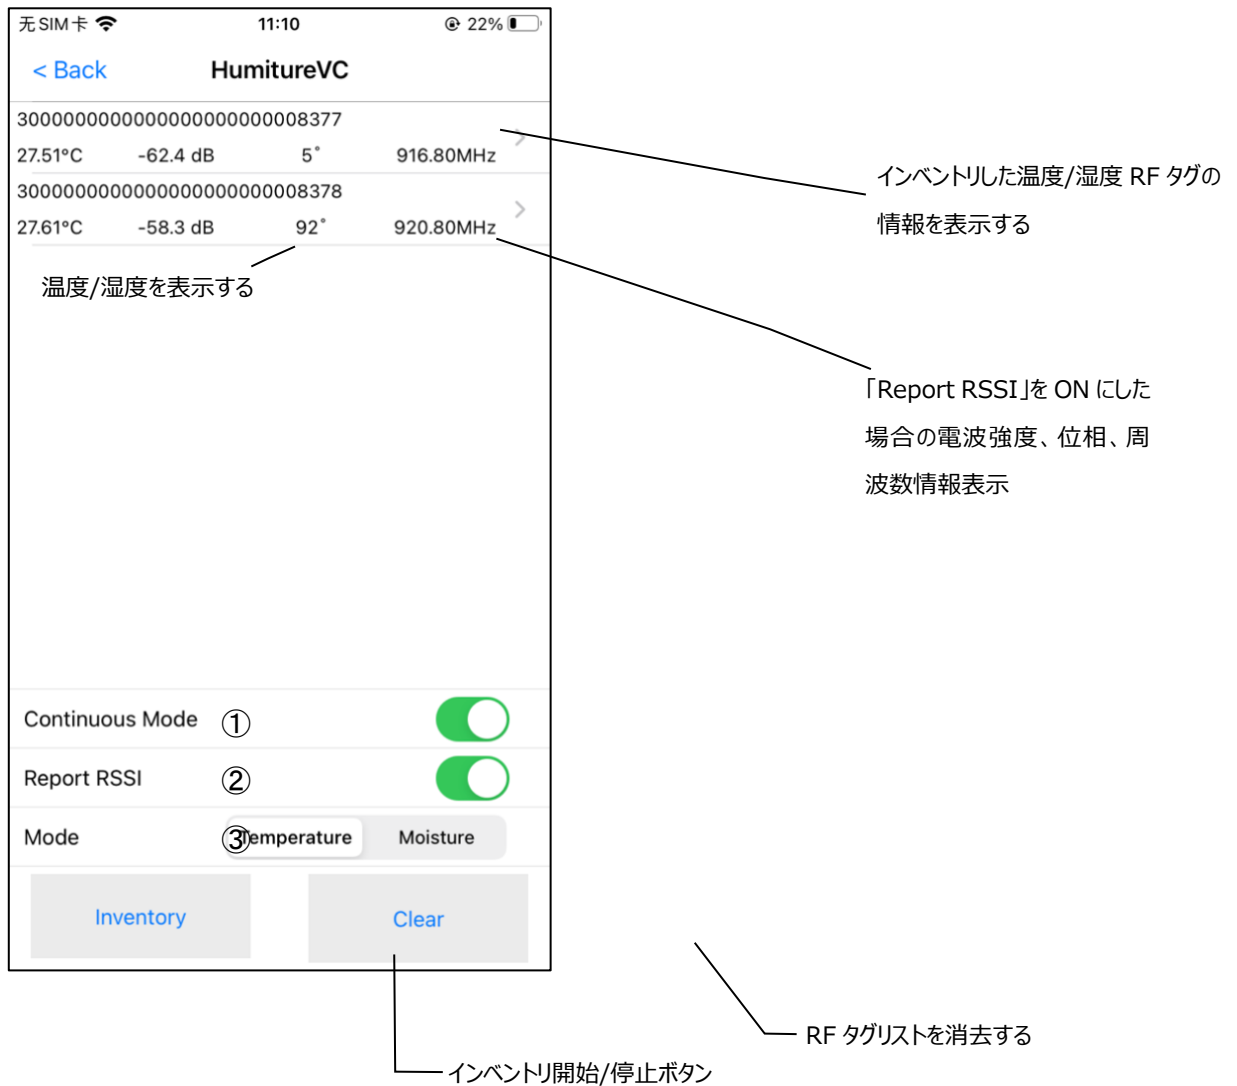 无SIM卡 11:10 22%
< Back HumitureVC
300000000000000000000008377
27.51°C -62.4 dB 5° 916.80MHz
300000000000000000000008378
27.61°C -58.3 dB 92° 920.80MHz
温度/湿度を表示する
インベントリした温度/湿度 RF タグの
情報を表示する
「Report RSSI」を ON にした
場合の電波強度、位相、周
波数情報表示
Continuous Mode ①
Report RSSI ②
Mode ③ Temperature Moisture
Inventory Clear
RF タグリストを消去する
インベントリ開始/停止ボタン